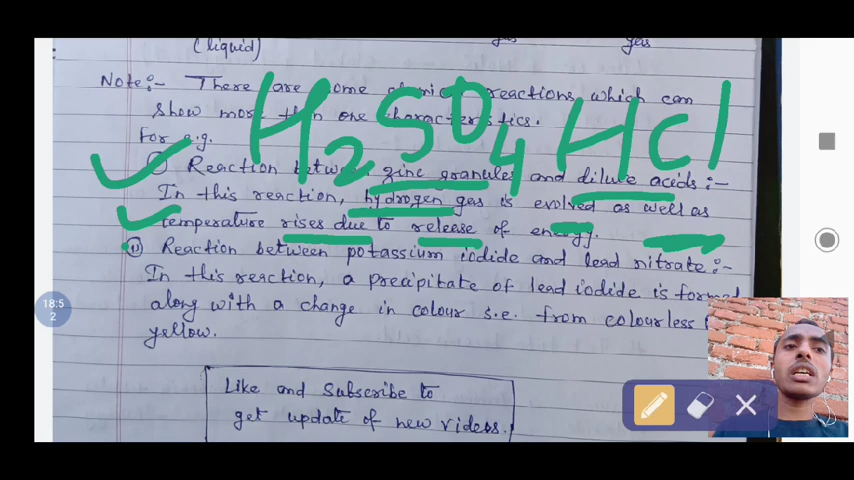 (liquid)
gas gas
Note:- There are some chemical reactions which can
show more than one characteristics.
For e.g.
H2SO4 HCl
(i) Reaction between zinc granules and dilute acids:-
In this reaction, hydrogen gas is evolved as well as
temperature rises due to release of energy.
(ii) Reaction between potassium iodide and lead nitrate:-
In this reaction, a precipitate of lead iodide is formed
along with a change in colour i.e. from colourless
yellow.
18:5
2
Like and Subscribe to
get update of new videos.